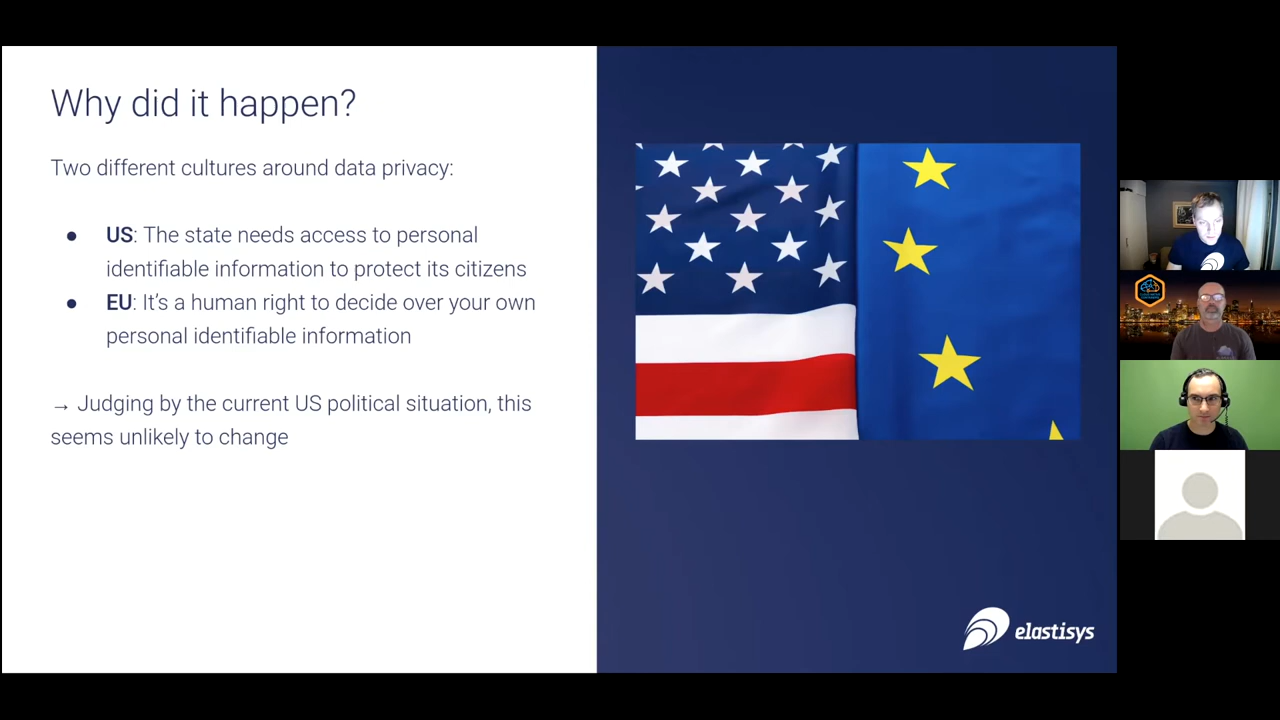 Why did it happen?
Two different cultures around data privacy:
● US: The state needs access to personal
identifiable information to protect its citizens
● EU: It’s a human right to decide over your own
personal identifiable information
→ Judging by the current US political situation, this
seems unlikely to change
elastisys